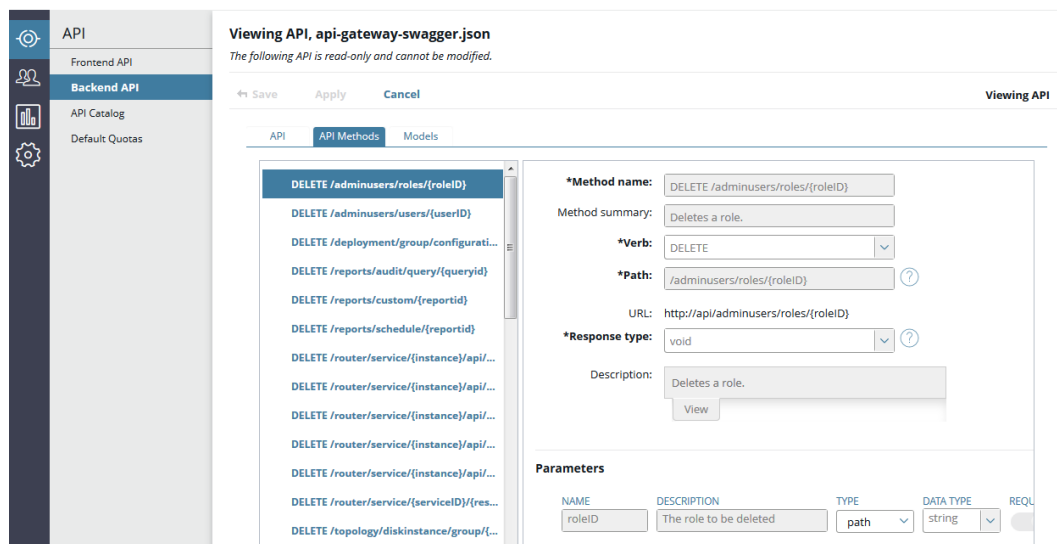 API
Frontend API
Backend API
API Catalog
Default Quotas
Viewing API, api-gateway-swagger.json
The following API is read-only and cannot be modified.
Save Apply Cancel
Viewing API
API API Methods Models
DELETE /adminusers/roles/{roleID}
DELETE /adminusers/users/{userID}
DELETE /deployment/group/configurati...
DELETE /reports/audit/query/{queryid}
DELETE /reports/custom/{reportid}
DELETE /reports/schedule/{reportid}
DELETE /router/service/{instance}/api/...
DELETE /router/service/{instance}/api/...
DELETE /router/service/{instance}/api/...
DELETE /router/service/{instance}/api/...
DELETE /router/service/{instance}/api/...
DELETE /router/service/{serviceID}/{res...
DELETE /topology/diskinstance/group/{...
*Method name: DELETE /adminusers/roles/{roleID}
Method summary: Deletes a role.
*Verb: DELETE
*Path: /adminusers/roles/{roleID} ?
URL: http://api/adminusers/roles/{roleID}
*Response type: void ?
Description: Deletes a role.
View
Parameters
NAME DESCRIPTION TYPE DATA TYPE REQU
roleID The role to be deleted path string